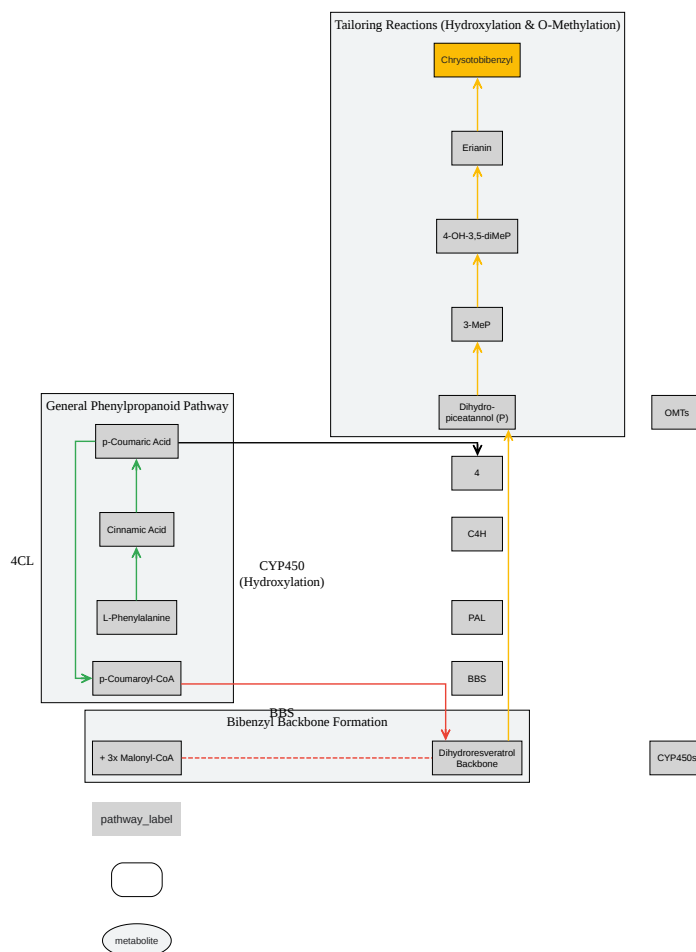 Tailoring Reactions (Hydroxylation & O-Methylation)
Chrysotobibenzyl
Erianin
4-OH-3,5-diMeP
3-MeP
Dihydro-
piceatannol (P)
OMTs
General Phenylpropanoid Pathway
p-Coumaric Acid
4
Cinnamic Acid
C4H
4CL
CYP450
(Hydroxylation)
L-Phenylalanine
PAL
p-Coumaroyl-CoA
BBS
BBS
Bibenzyl Backbone Formation
+ 3x Malonyl-CoA
Dihydroresveratrol
Backbone
CYP450s
pathway_label
metabolite